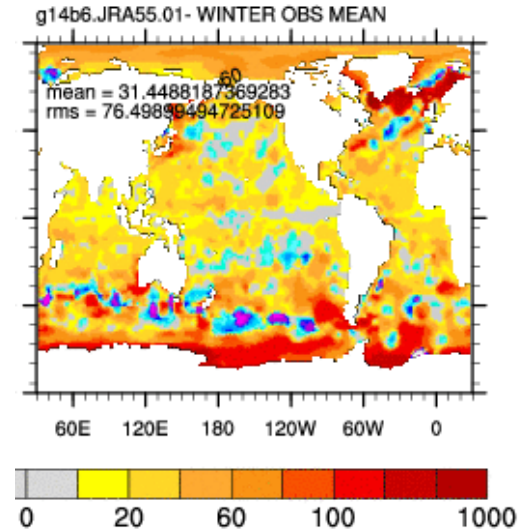 g14b6.JRA55.01- WINTER OBS MEAN
60
mean = 31.4488187369283
rms = 76.49899494725109
60E 120E 180 120W 60W 0
0 20 60 100 1000